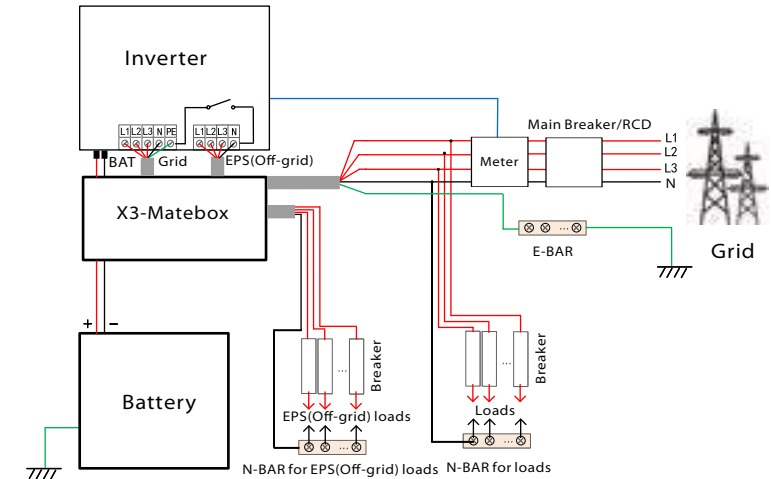 Inverter
L1 L2 L3 N PE
L1 L2 L3 N
BAT
Grid
EPS(Off-grid)
X3-Matebox
Main Breaker/RCD
Meter
L1
L2
L3
N
Grid
...
E-BAR
+ −
Battery
...
Breaker
EPS(Off-grid) loads
...
N-BAR for EPS(Off-grid) loads
...
Breaker
Loads
...
N-BAR for loads